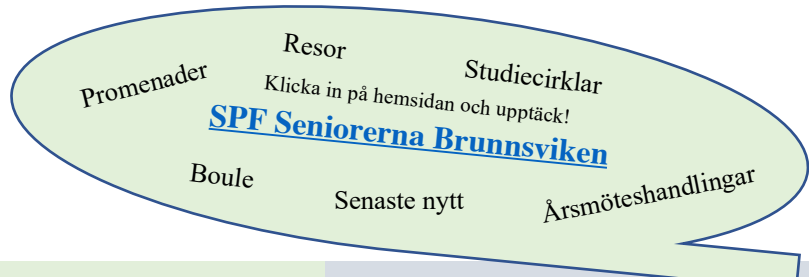 Resor
Studiecirklar
Promenader
Klicka in på hemsidan och upptäck!
SPF Seniorerna Brunnsviken
Boule
Senaste nytt
Årsmöteshandlingar